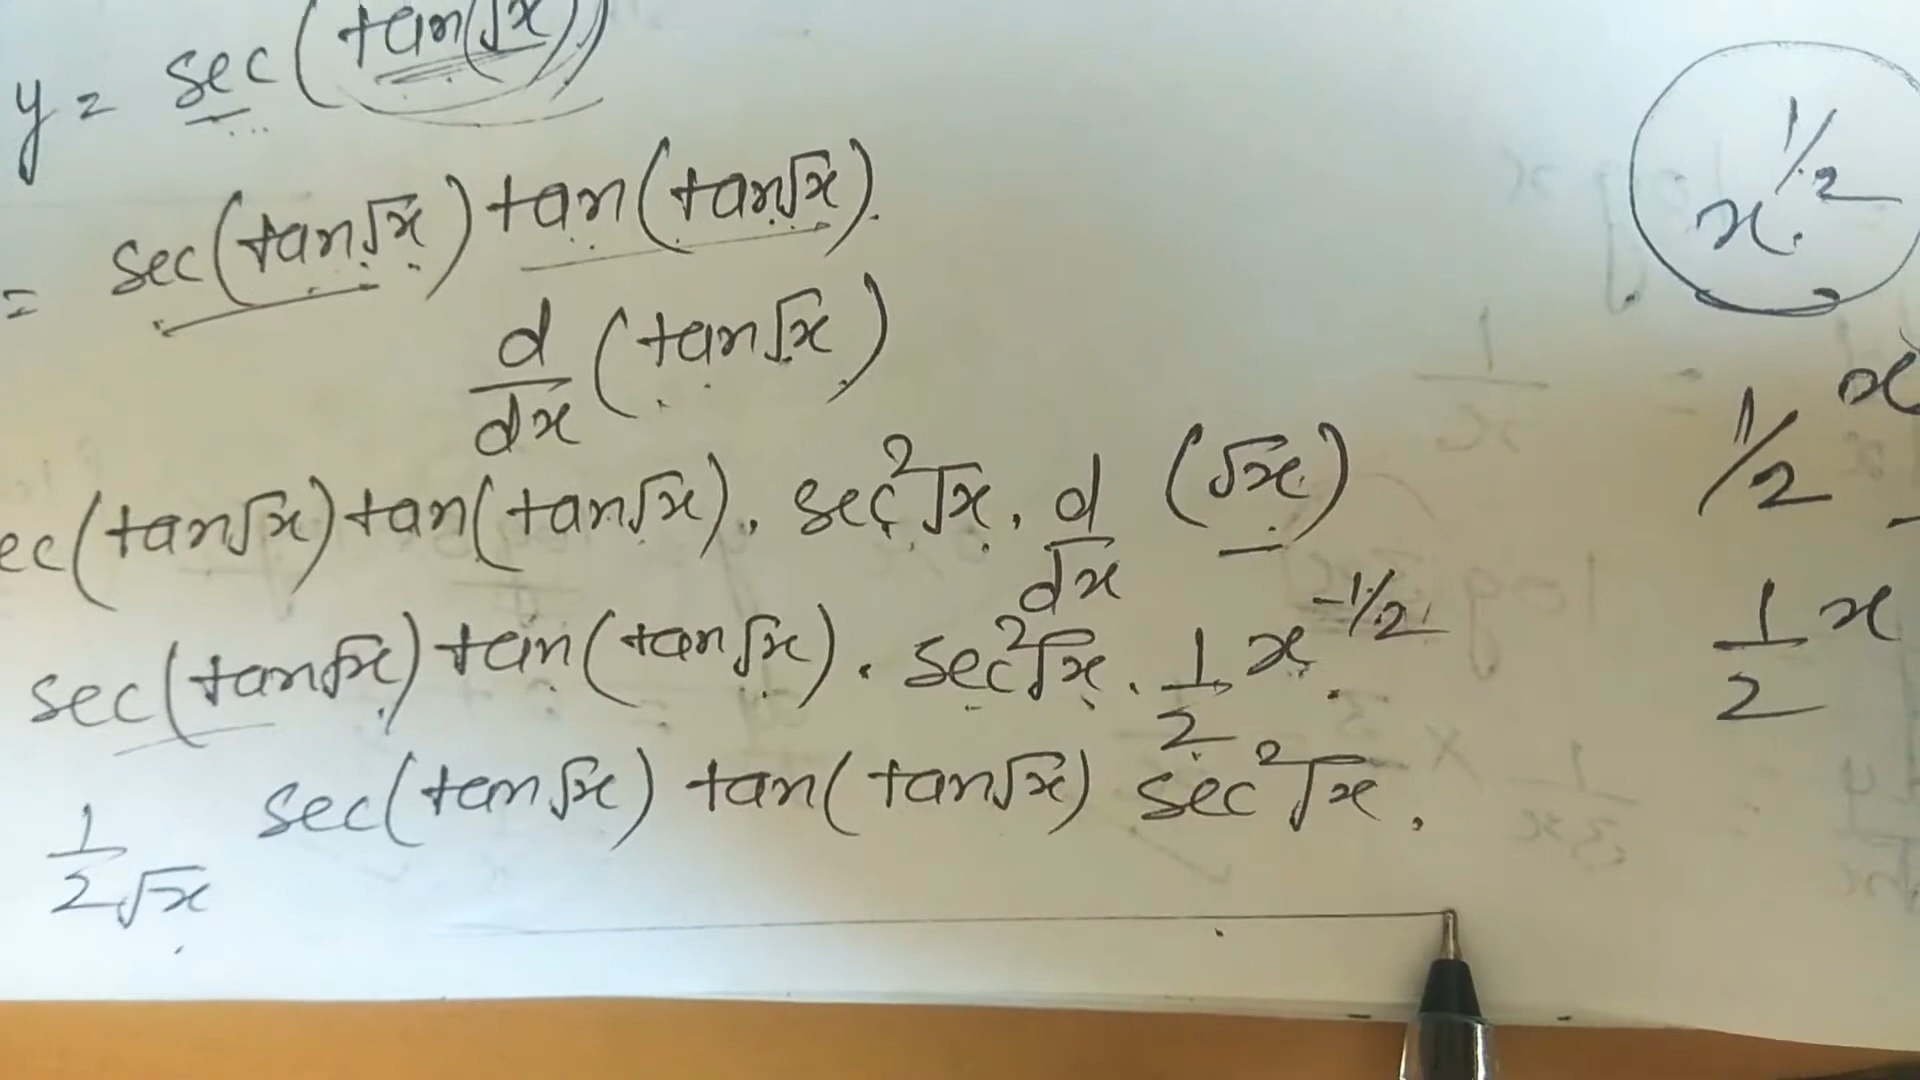 y = sec(tan(√x))
= sec(tan√x) tan(tan√x).
d/dx (tan√x)
ec(tan√x) tan(tan√x). sec²√x. d/dx (√x)
sec(tan√x) tan(tan√x). sec²√x. 1/2 x^-1/2.
1/2√x sec(tan√x) tan(tan√x) sec²√x.
x^1/2
1/2 x
1/2 x